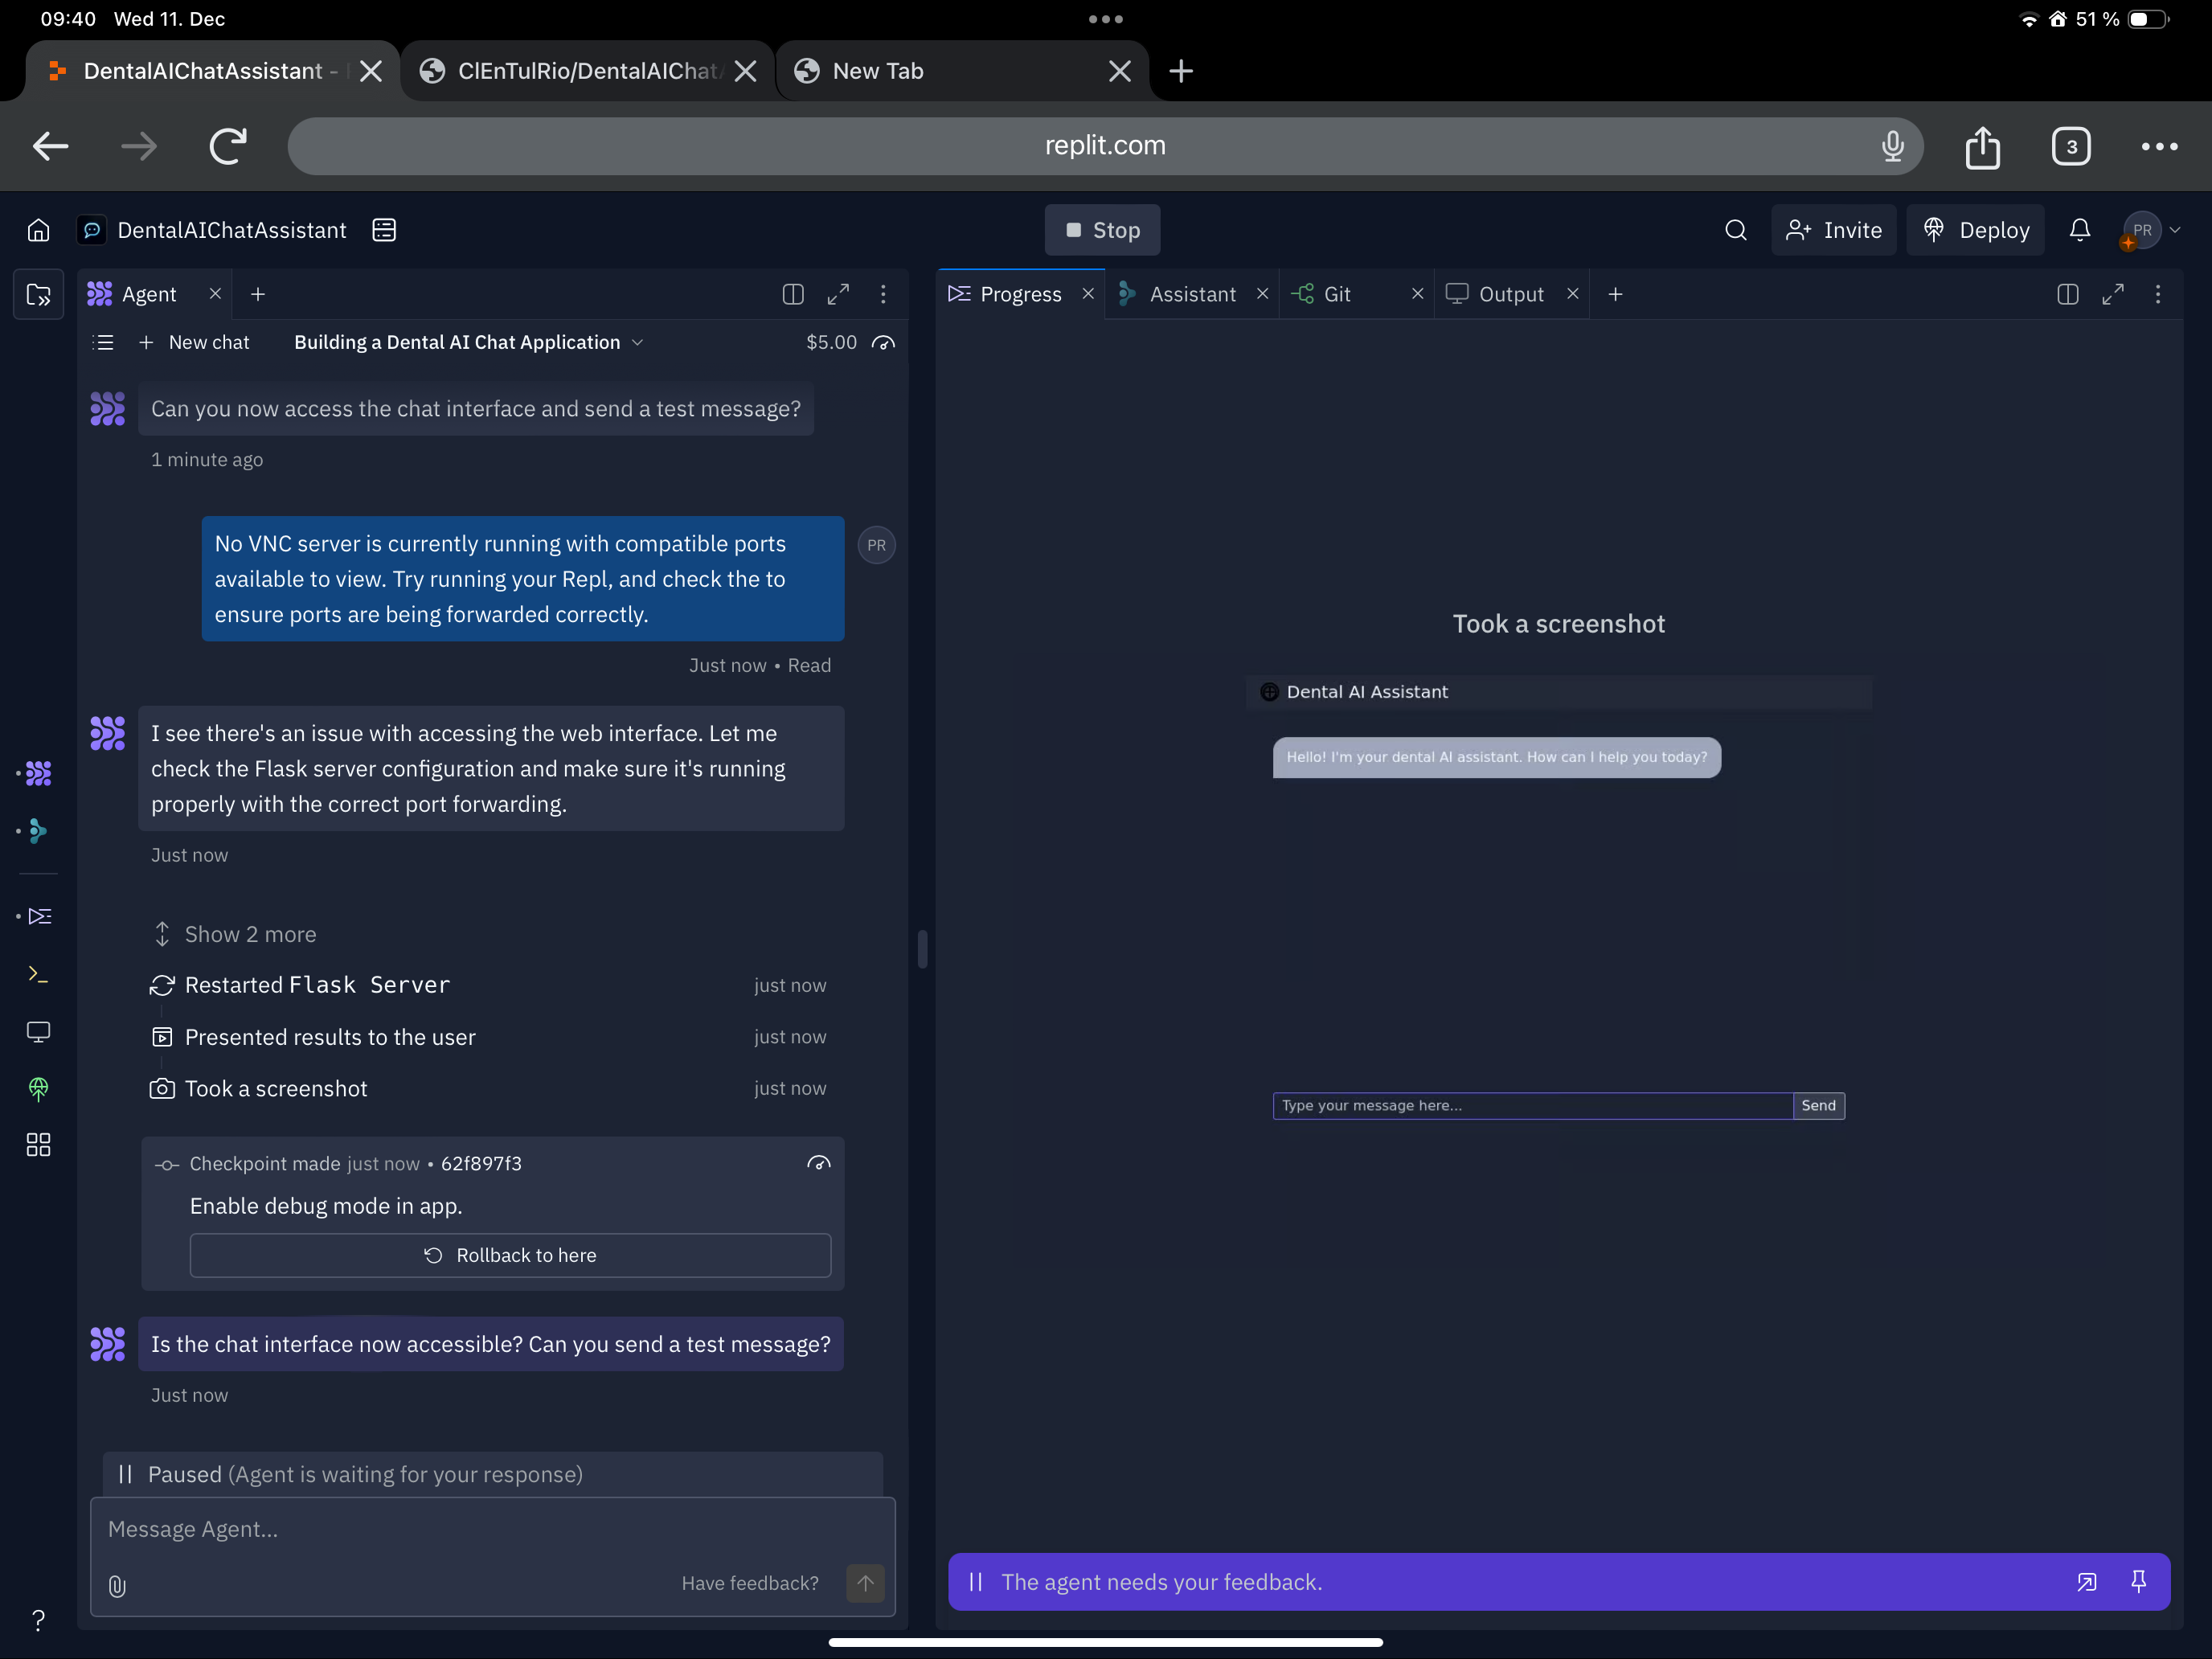 09:40 Wed 11. Dec
51 %
DentalAIChatAssistant -
ClEnTulRio/DentalAIChat
New Tab
replit.com
3
DentalAIChatAssistant
Stop
Invite
Deploy
PR
Agent
Progress
Assistant
Git
Output
New chat
Building a Dental AI Chat Application
$5.00
Can you now access the chat interface and send a test message?
1 minute ago
No VNC server is currently running with compatible ports
available to view. Try running your Repl, and check the to
ensure ports are being forwarded correctly.
PR
Just now • Read
I see there's an issue with accessing the web interface. Let me
check the Flask server configuration and make sure it's running
properly with the correct port forwarding.
Just now
Show 2 more
Restarted Flask Server just now
Presented results to the user just now
Took a screenshot just now
Checkpoint made just now • 62f897f3
Enable debug mode in app.
Rollback to here
Is the chat interface now accessible? Can you send a test message?
Just now
Paused (Agent is waiting for your response)
Message Agent...
Have feedback?
?
Took a screenshot
Dental AI Assistant
Hello! I'm your dental AI assistant. How can I help you today?
Type your message here...
Send
The agent needs your feedback.